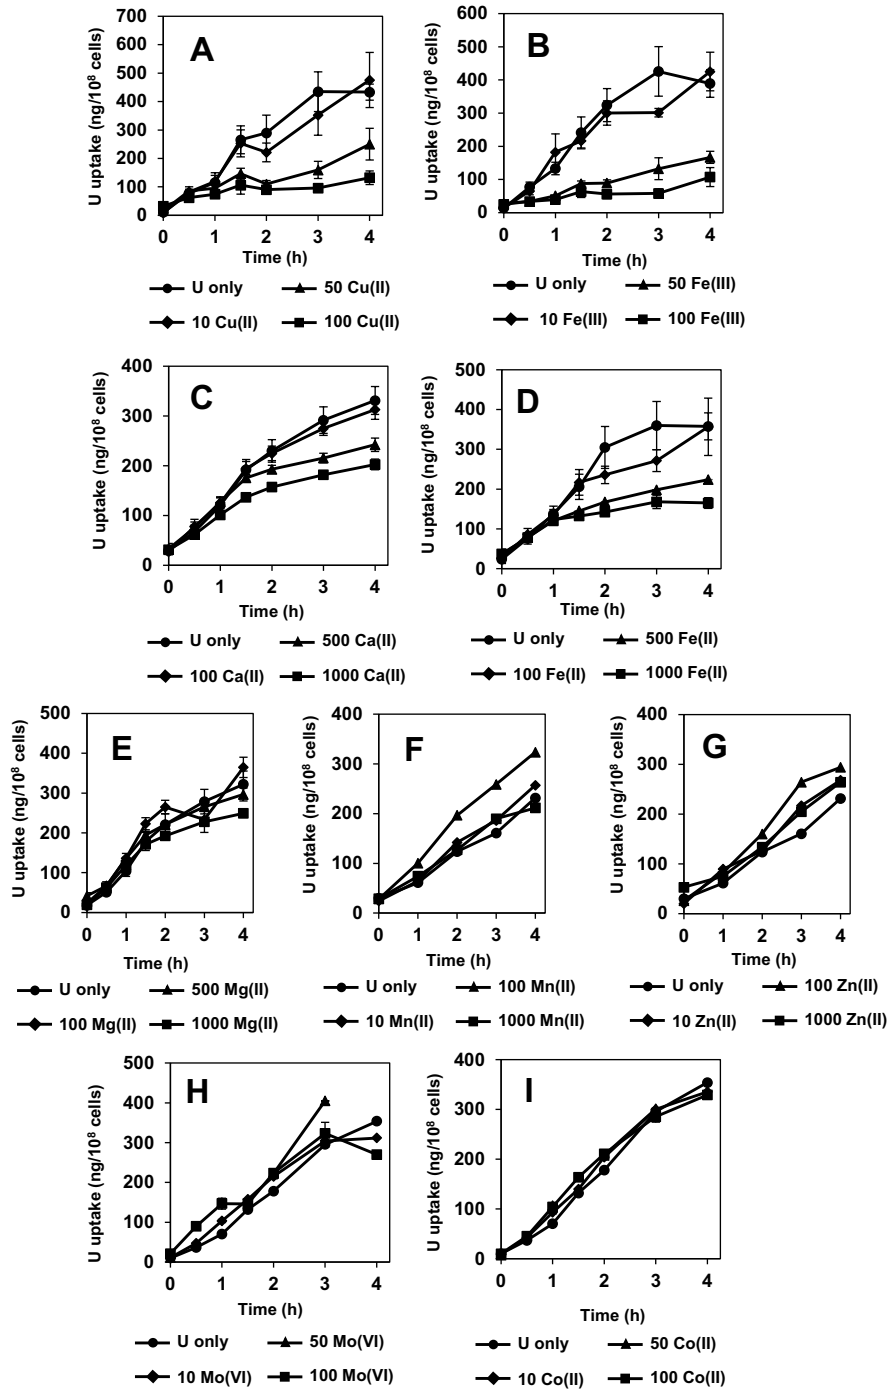 A
U uptake (ng/10⁸ cells)
700
600
500
400
300
200
100
0
0 1 2 3 4
Time (h)
U only 50 Cu(II)
10 Cu(II) 100 Cu(II)
B
U uptake (ng/10⁸ cells)
600
500
400
300
200
100
0
0 1 2 3 4
Time (h)
U only 50 Fe(III)
10 Fe(III) 100 Fe(III)
C
U uptake (ng/10⁸ cells)
400
300
200
100
0
0 1 2 3 4
Time (h)
U only 500 Ca(II)
100 Ca(II) 1000 Ca(II)
D
U uptake (ng/10⁸ cells)
500
400
300
200
100
0
0 1 2 3 4
Time (h)
U only 500 Fe(II)
100 Fe(II) 1000 Fe(II)
E
U uptake (ng/10⁸ cells)
500
400
300
200
100
0
0 1 2 3 4
Time (h)
U only 500 Mg(II)
100 Mg(II) 1000 Mg(II)
F
U uptake (ng/10⁸ cells)
400
300
200
100
0
0 1 2 3 4
Time (h)
U only 100 Mn(II)
10 Mn(II) 1000 Mn(II)
G
U uptake (ng/10⁸ cells)
400
300
200
100
0
0 1 2 3 4
Time (h)
U only 100 Zn(II)
10 Zn(II) 1000 Zn(II)
H
U uptake (ng/10⁸ cells)
500
400
300
200
100
0
0 1 2 3 4
Time (h)
U only 50 Mo(VI)
10 Mo(VI) 100 Mo(VI)
I
U uptake (ng/10⁸ cells)
400
300
200
100
0
0 1 2 3 4
Time (h)
U only 50 Co(II)
10 Co(II) 100 Co(II)